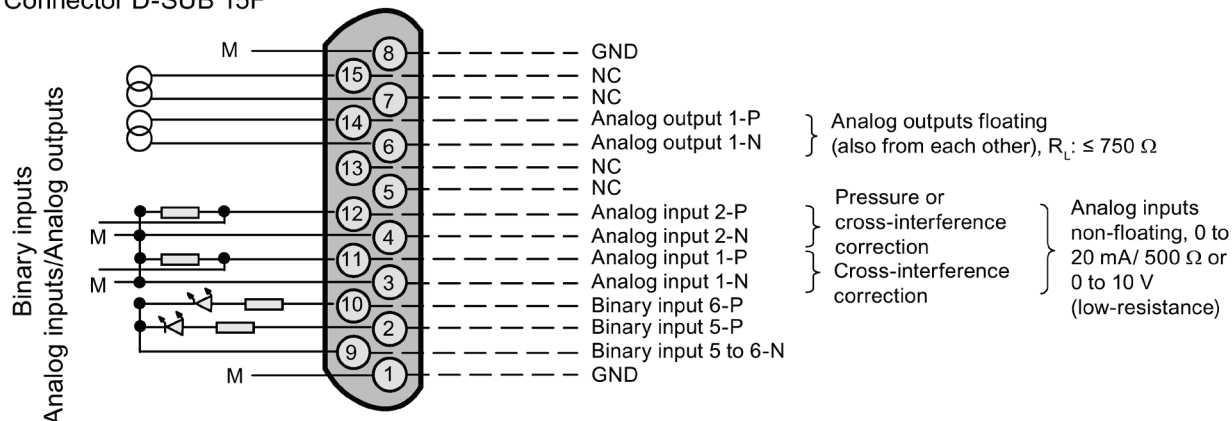 Connector D-SUB 15F
Binary inputs
Analog inputs/Analog outputs
M
8
GND
15
NC
7
NC
14
Analog output 1-P
6
Analog output 1-N
Analog outputs floating
(also from each other), RL: ≤ 750 Ω
13
NC
5
NC
12
Analog input 2-P
M
4
Analog input 2-N
Pressure or
cross-interference
correction
11
Analog input 1-P
M
3
Analog input 1-N
Cross-interference
correction
Analog inputs
non-floating, 0 to
20 mA/ 500 Ω or
0 to 10 V
(low-resistance)
10
Binary input 6-P
2
Binary input 5-P
9
Binary input 5 to 6-N
M
1
GND